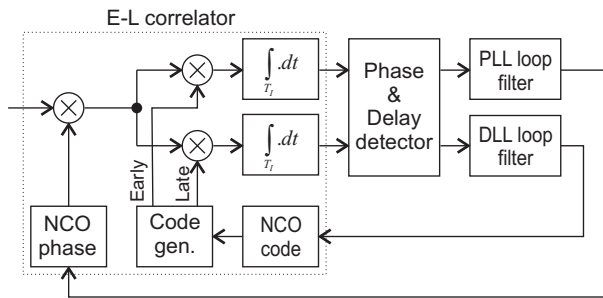 E-L correlator
∫ .dt
T_I
Phase
&
Delay
detector
PLL loop
filter
∫ .dt
T_I
DLL loop
filter
Early
Late
NCO
phase
Code
gen.
NCO
code